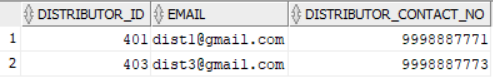 DISTRIBUTOR_ID EMAIL DISTRIBUTOR_CONTACT_NO
1 401 dist1@gmail.com 9998887771
2 403 dist3@gmail.com 9998887773